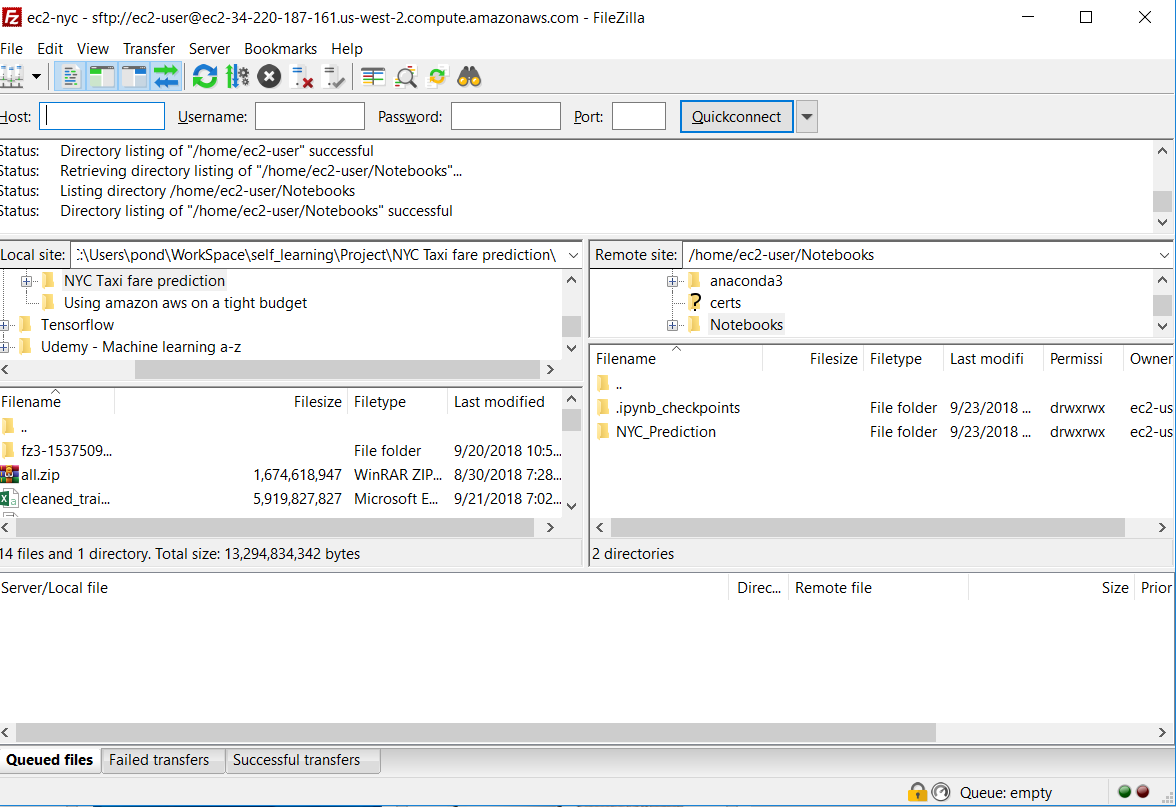 ec2-nyc - sftp://ec2-user@ec2-34-220-187-161.us-west-2.compute.amazonaws.com - FileZilla
File Edit View Transfer Server Bookmarks Help
Host: Username: Password: Port: Quickconnect
Status: Directory listing of "/home/ec2-user" successful
Status: Retrieving directory listing of "/home/ec2-user/Notebooks"...
Status: Listing directory /home/ec2-user/Notebooks
Status: Directory listing of "/home/ec2-user/Notebooks" successful
Local site: :\Users\pond\WorkSpace\self_learning\Project\NYC Taxi fare prediction\
NYC Taxi fare prediction
Using amazon aws on a tight budget
Tensorflow
Udemy - Machine learning a-z
Filename Filesize Filetype Last modified
..
fz3-1537509... File folder 9/20/2018 10:5...
all.zip 1,674,618,947 WinRAR ZIP... 8/30/2018 7:28...
cleaned_trai... 5,919,827,827 Microsoft E... 9/21/2018 7:02...
14 files and 1 directory. Total size: 13,294,834,342 bytes
Remote site: /home/ec2-user/Notebooks
anaconda3
? certs
Notebooks
Filename Filesize Filetype Last modifi Permissi Owner
..
.ipynb_checkpoints File folder 9/23/2018 ... drwxrwx ec2-us
NYC_Prediction File folder 9/23/2018 ... drwxrwx ec2-us
2 directories
Server/Local file Direc... Remote file Size Prior
Queued files Failed transfers Successful transfers
Queue: empty